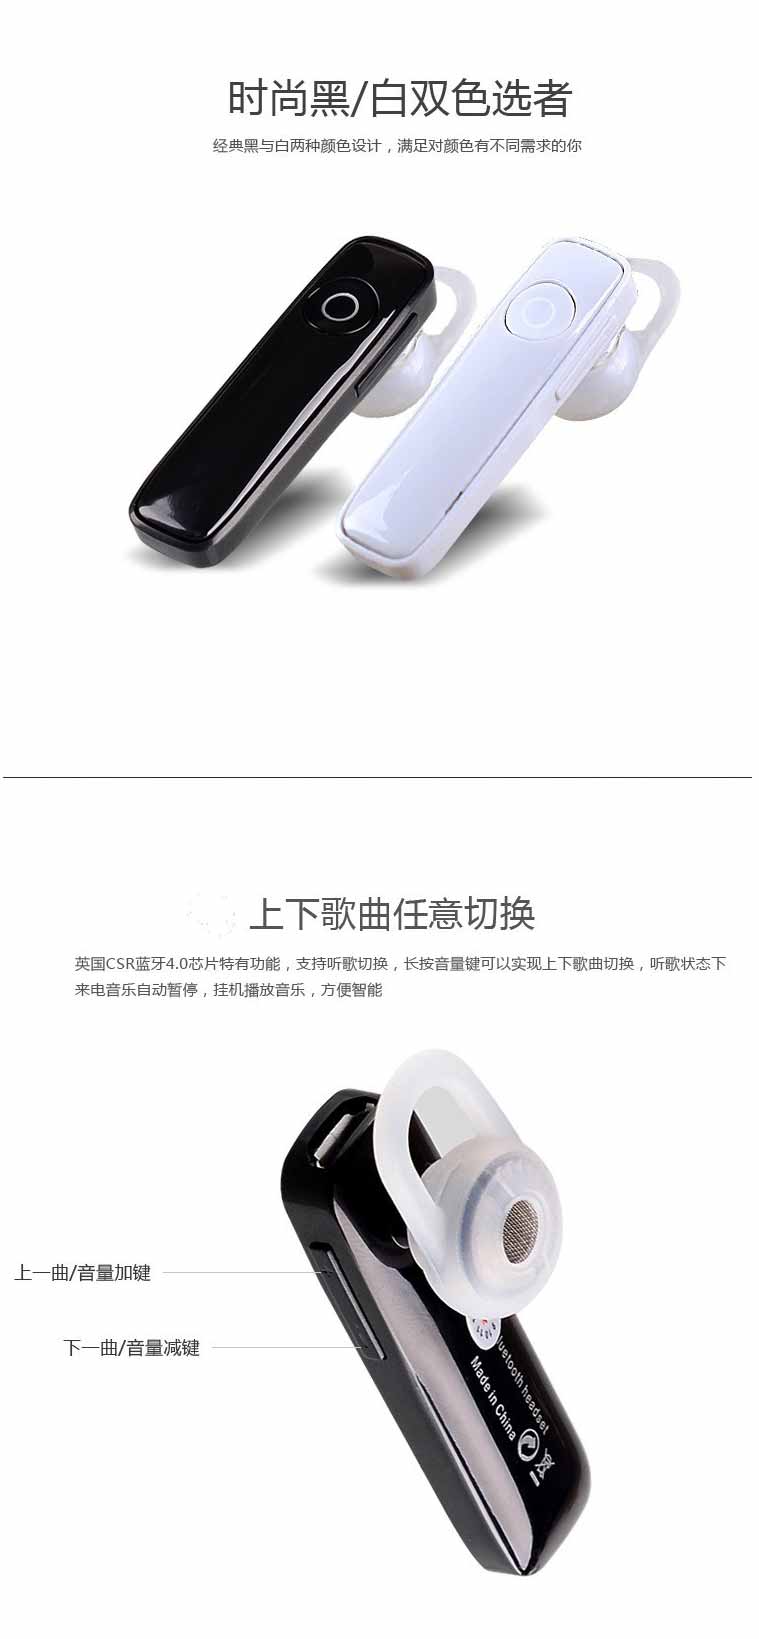 时尚黑/白双色选者
经典黑与白两种颜色设计，满足对颜色有不同需求的你
上下歌曲任意切换
英国CSR蓝牙4.0芯片特有功能，支持听歌切换，长按音量键可以实现上下歌曲切换，听歌状态下
来电音乐自动暂停，挂机播放音乐，方便智能
上一曲/音量加键
下一曲/音量减键
luetooth headset
Made in China